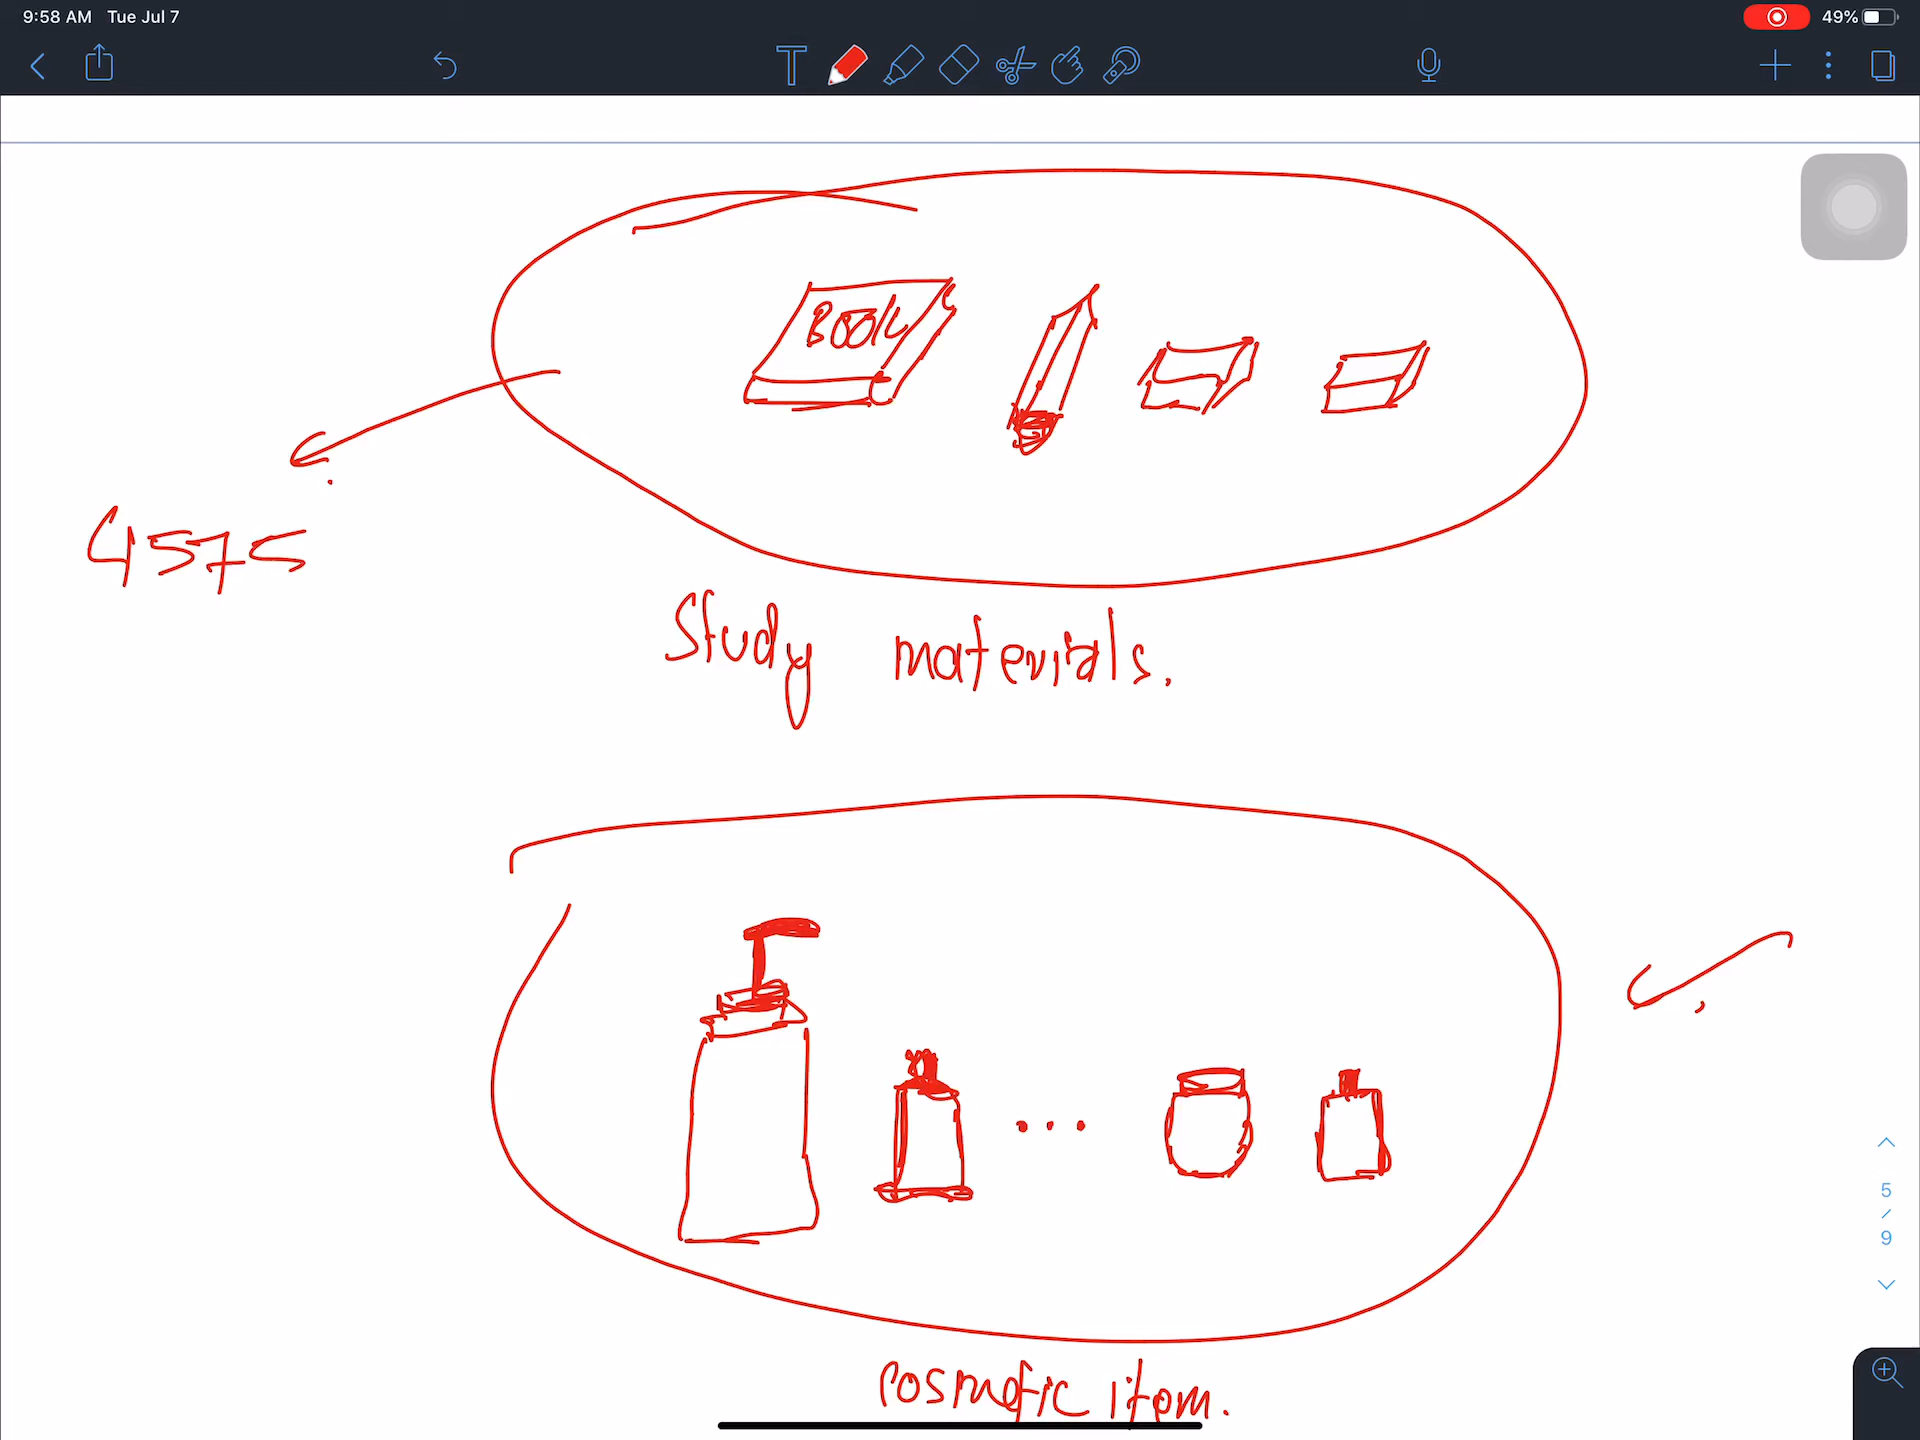 9:58 AM Tue Jul 7
49%
T
BOOK
4575
Study materials.
5
/
9
cosmetic item.